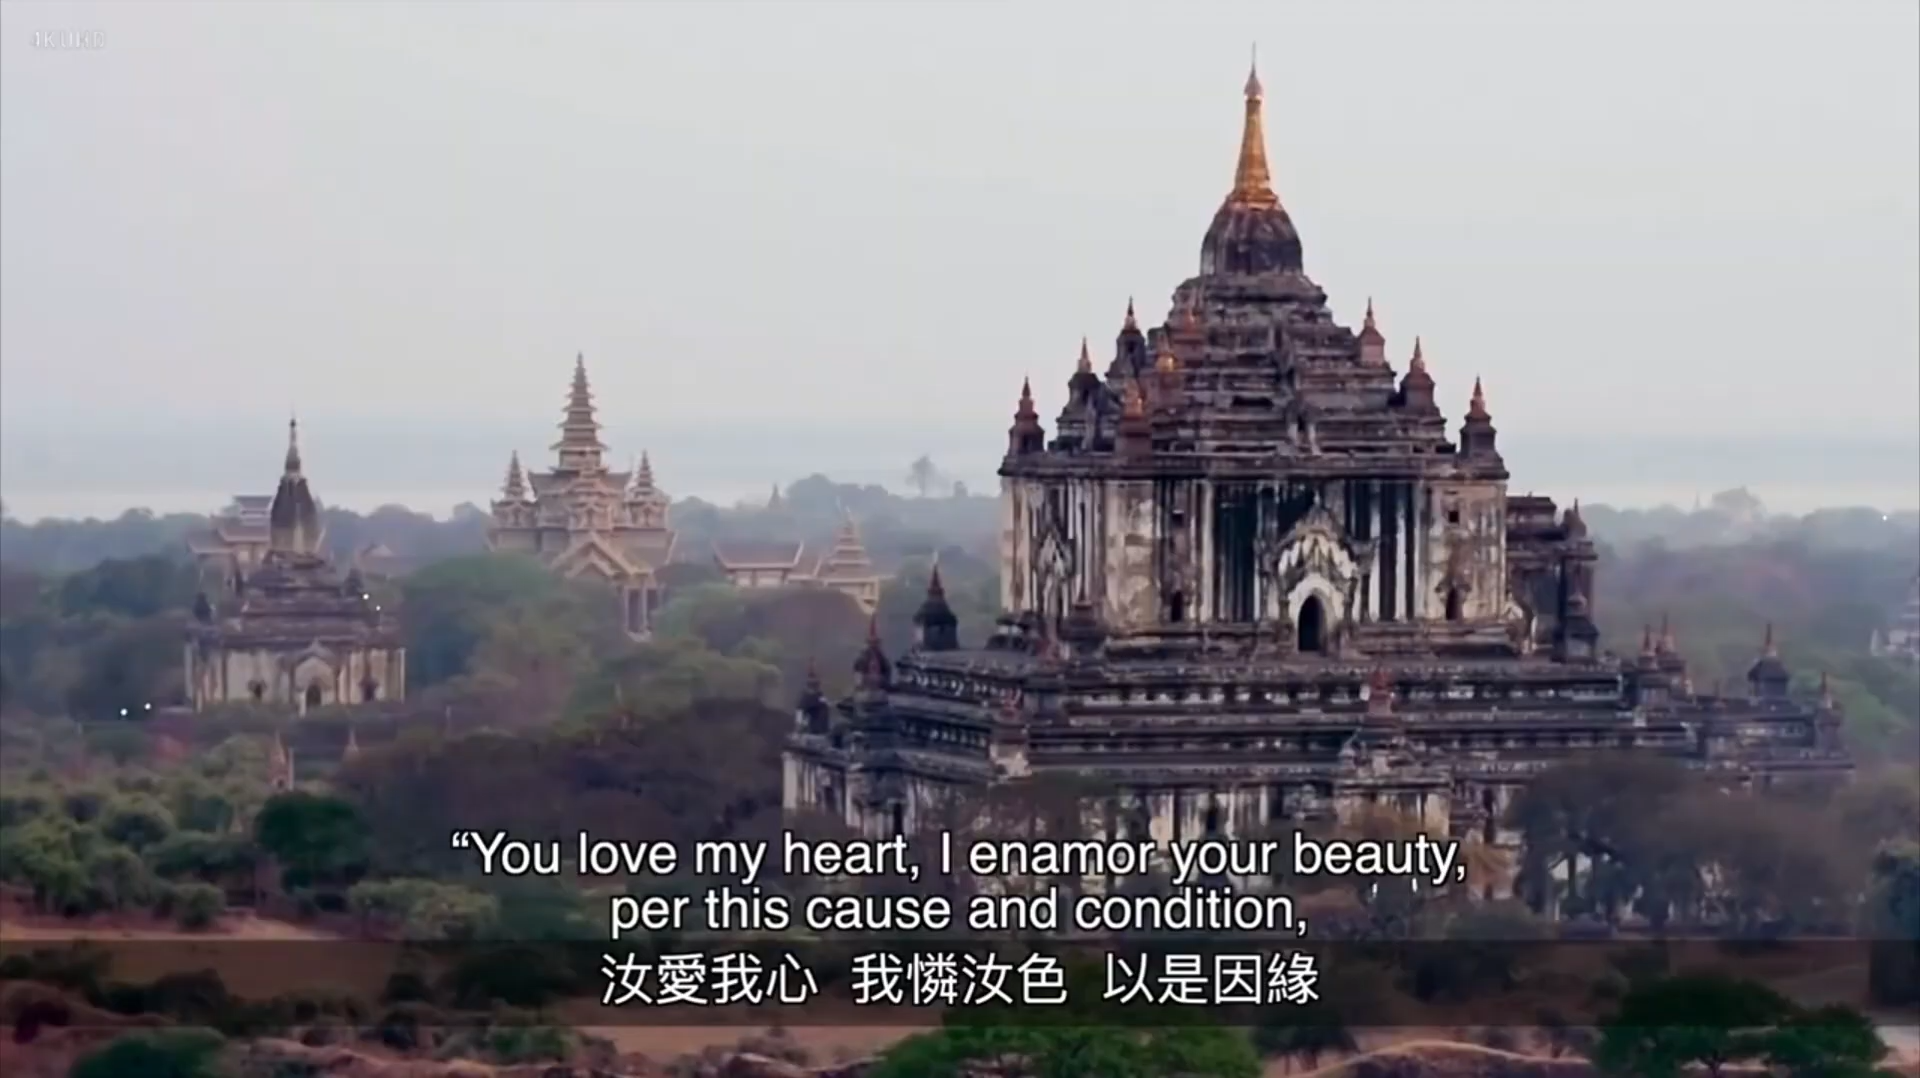 4KUHD
“You love my heart, I enamor your beauty,
per this cause and condition,
汝愛我心 我憐汝色 以是因緣